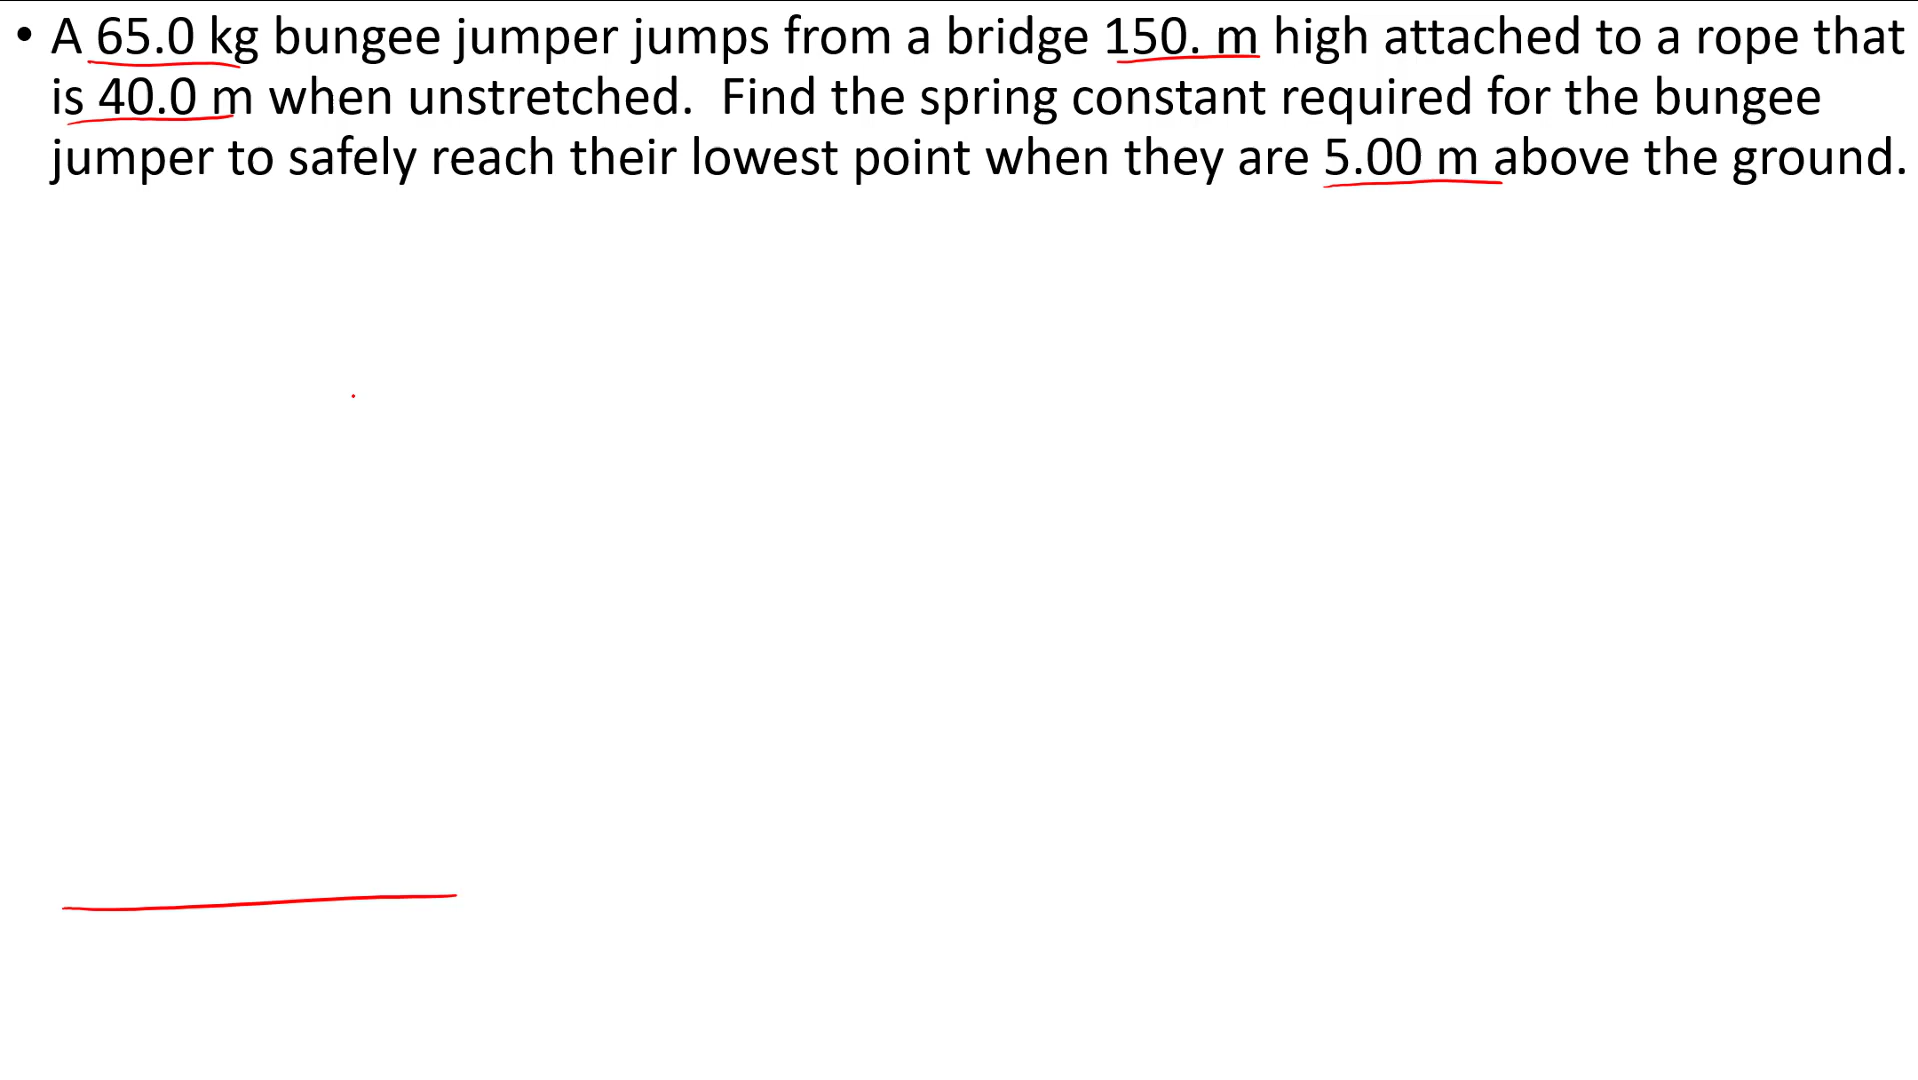 • A 65.0 kg bungee jumper jumps from a bridge 150. m high attached to a rope that
is 40.0 m when unstretched.  Find the spring constant required for the bungee
jumper to safely reach their lowest point when they are 5.00 m above the ground.